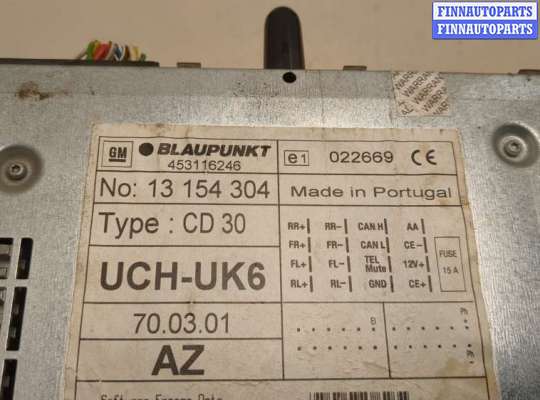 FINNAUTOPARTS
FINNAUTOPARTS
GM BLAUPUNKT
453116246
e1 022669 CE
No: 13 154 304
Made in Portugal
Type : CD 30
RR+ RR- CAN H AA
FR+ FR- CAN L CE-
FL+ FL- TEL Mute 12V+
RL+ RL- GND CE+
FUSE
15 A
UCH-UK6
70.03.01
B
AZ